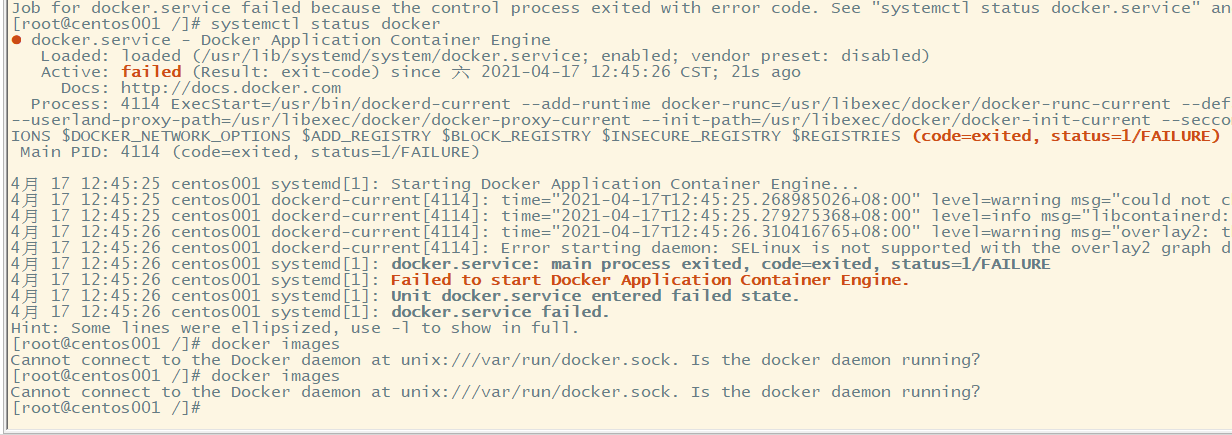 Job for docker.service failed because the control process exited with error code. See "systemctl status docker.service" an
[root@centos001 /]# systemctl status docker
● docker.service - Docker Application Container Engine
Loaded: loaded (/usr/lib/systemd/system/docker.service; enabled; vendor preset: disabled)
Active: failed (Result: exit-code) since 六 2021-04-17 12:45:26 CST; 21s ago
Docs: http://docs.docker.com
Process: 4114 ExecStart=/usr/bin/dockerd-current --add-runtime docker-runc=/usr/libexec/docker/docker-runc-current --def
--userland-proxy-path=/usr/libexec/docker/docker-proxy-current --init-path=/usr/libexec/docker/docker-init-current --secco
IONS $DOCKER_NETWORK_OPTIONS $ADD_REGISTRY $BLOCK_REGISTRY $INSECURE_REGISTRY $REGISTRIES (code=exited, status=1/FAILURE)
Main PID: 4114 (code=exited, status=1/FAILURE)
4月 17 12:45:25 centos001 systemd[1]: Starting Docker Application Container Engine...
4月 17 12:45:25 centos001 dockerd-current[4114]: time="2021-04-17T12:45:25.268985026+08:00" level=warning msg="could not c
4月 17 12:45:25 centos001 dockerd-current[4114]: time="2021-04-17T12:45:25.279275368+08:00" level=info msg="libcontainerd:
4月 17 12:45:26 centos001 dockerd-current[4114]: time="2021-04-17T12:45:26.310416765+08:00" level=warning msg="overlay2: t
4月 17 12:45:26 centos001 dockerd-current[4114]: Error starting daemon: SELinux is not supported with the overlay2 graph d
4月 17 12:45:26 centos001 systemd[1]: docker.service: main process exited, code=exited, status=1/FAILURE
4月 17 12:45:26 centos001 systemd[1]: Failed to start Docker Application Container Engine.
4月 17 12:45:26 centos001 systemd[1]: Unit docker.service entered failed state.
4月 17 12:45:26 centos001 systemd[1]: docker.service failed.
Hint: Some lines were ellipsized, use -l to show in full.
[root@centos001 /]# docker images
Cannot connect to the Docker daemon at unix:///var/run/docker.sock. Is the docker daemon running?
[root@centos001 /]# docker images
Cannot connect to the Docker daemon at unix:///var/run/docker.sock. Is the docker daemon running?
[root@centos001 /]#